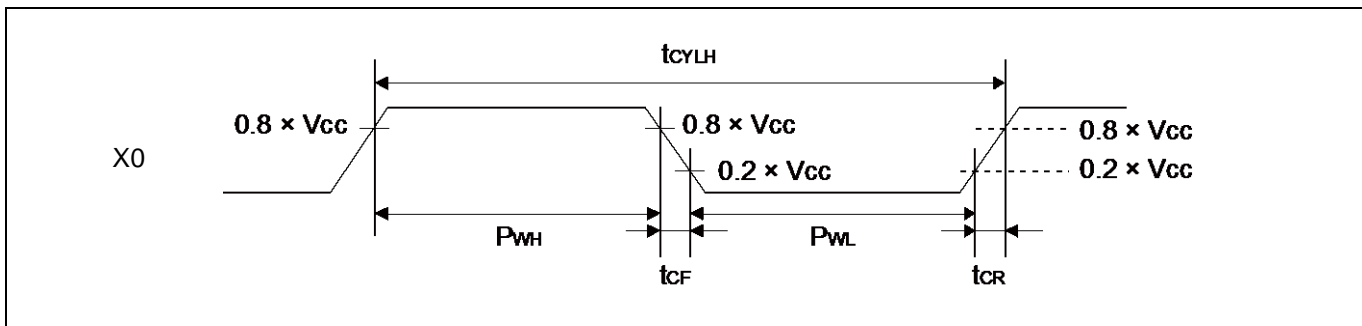 tCYLH
0.8 × VCC
0.8 × VCC
0.8 × VCC
X0
0.2 × VCC
0.2 × VCC
PWH
PWL
tCF
tCR